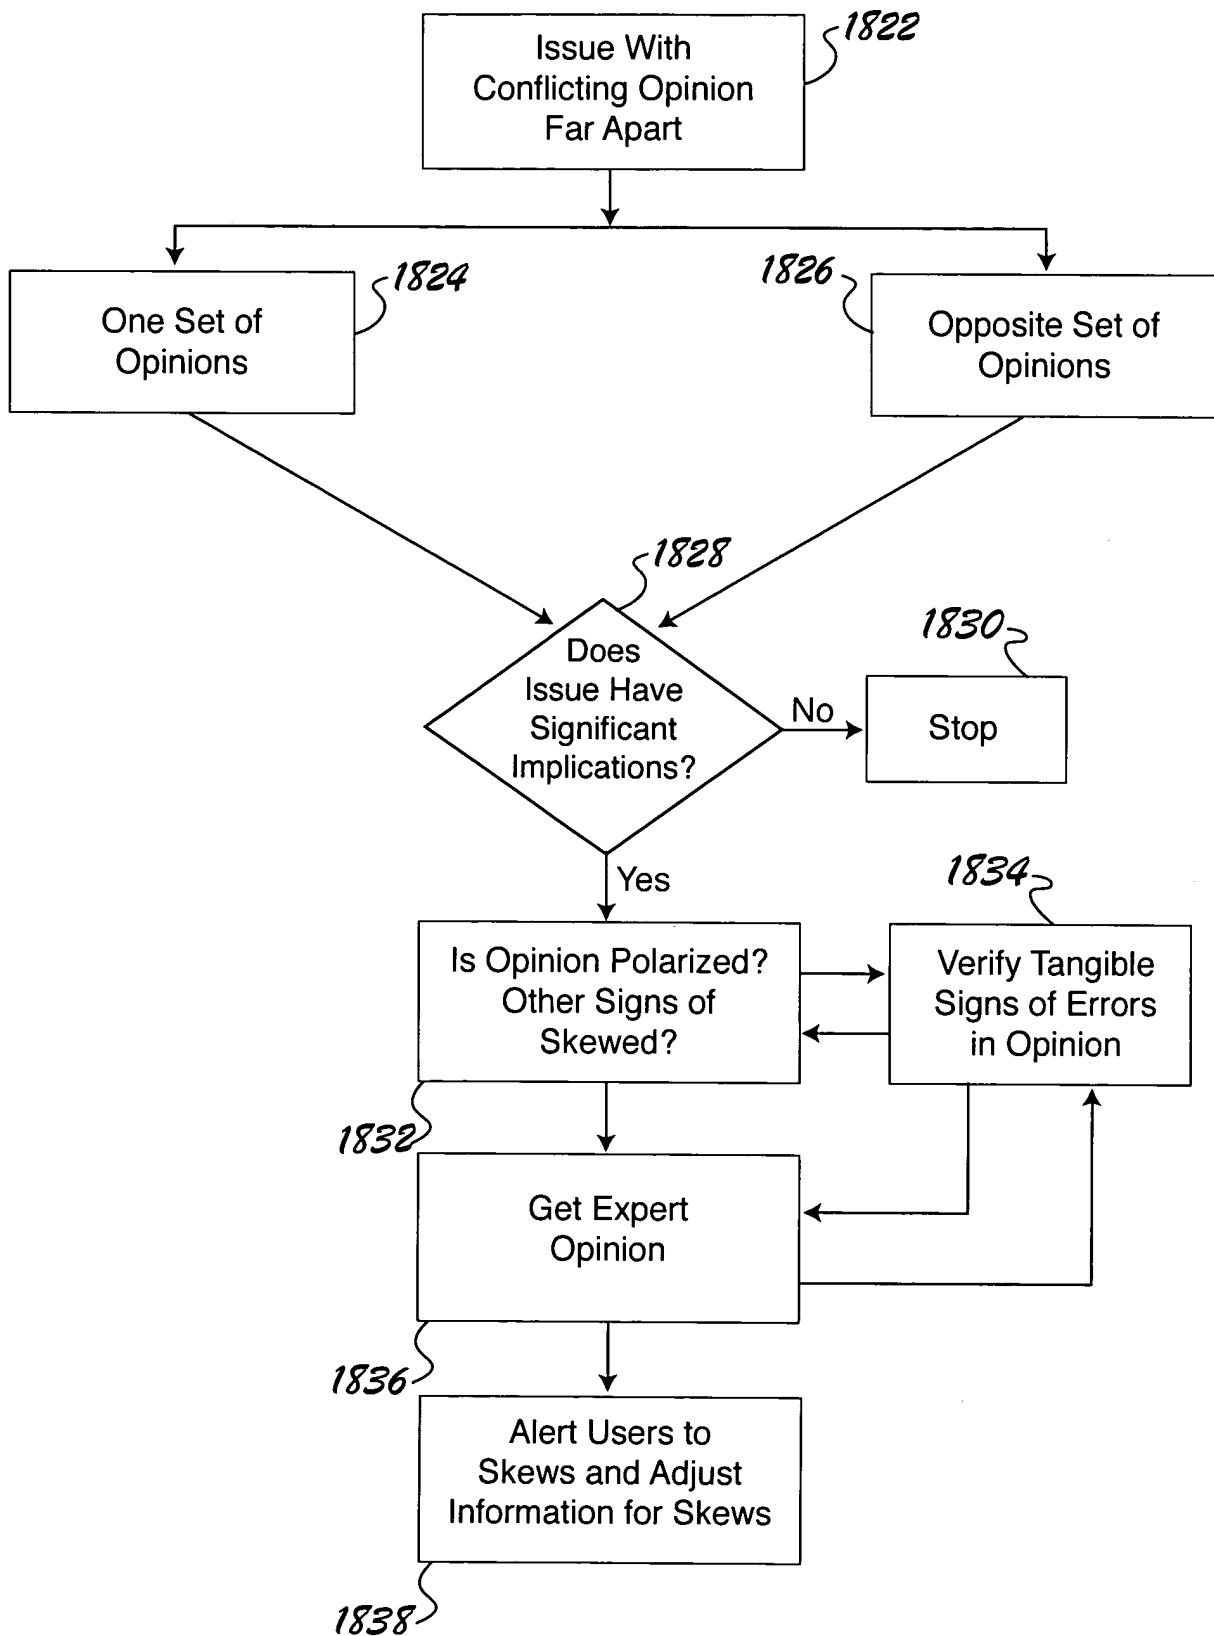 1822
Issue With
Conflicting Opinion
Far Apart
1824
One Set of
Opinions
1826
Opposite Set of
Opinions
1828
Does
Issue Have
Significant
Implications?
No
1830
Stop
Yes
Is Opinion Polarized?
Other Signs of
Skewed?
1832
1834
Verify Tangible
Signs of Errors
in Opinion
Get Expert
Opinion
1836
Alert Users to
Skews and Adjust
Information for Skews
1838